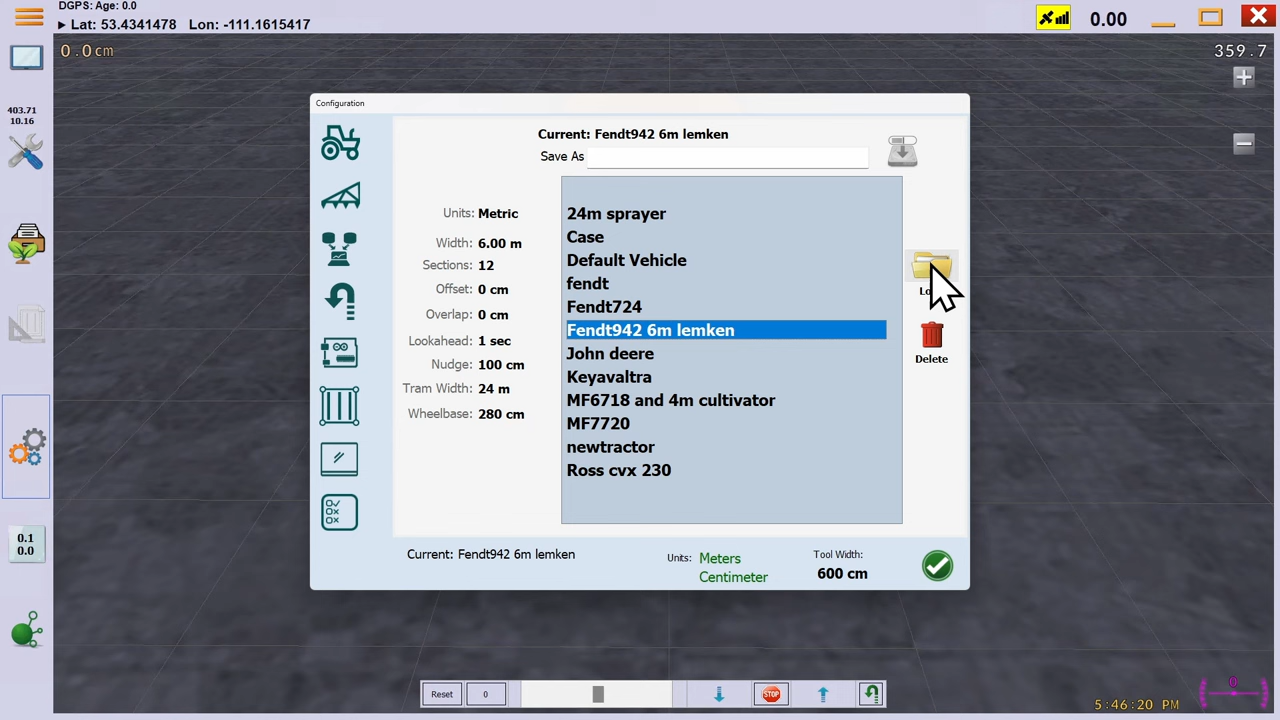 DGPS: Age: 0.0
Lat: 53.4341478 Lon: -111.1615417
0.00
0.0cm
359.7
403.71
10.16
Configuration
Current: Fendt942 6m lemken
Save As
Units: Metric
Width: 6.00 m
Sections: 12
Offset: 0 cm
Overlap: 0 cm
Lookahead: 1 sec
Nudge: 100 cm
Tram Width: 24 m
Wheelbase: 280 cm
24m sprayer
Case
Default Vehicle
fendt
Fendt724
Fendt942 6m lemken
John deere
Keyavaltra
MF6718 and 4m cultivator
MF7720
newtractor
Ross cvx 230
Delete
Current: Fendt942 6m lemken
Units: Meters
Centimeter
Tool Width:
600 cm
0.1
0.0
Reset
0
STOP
0
5:46:20 PM